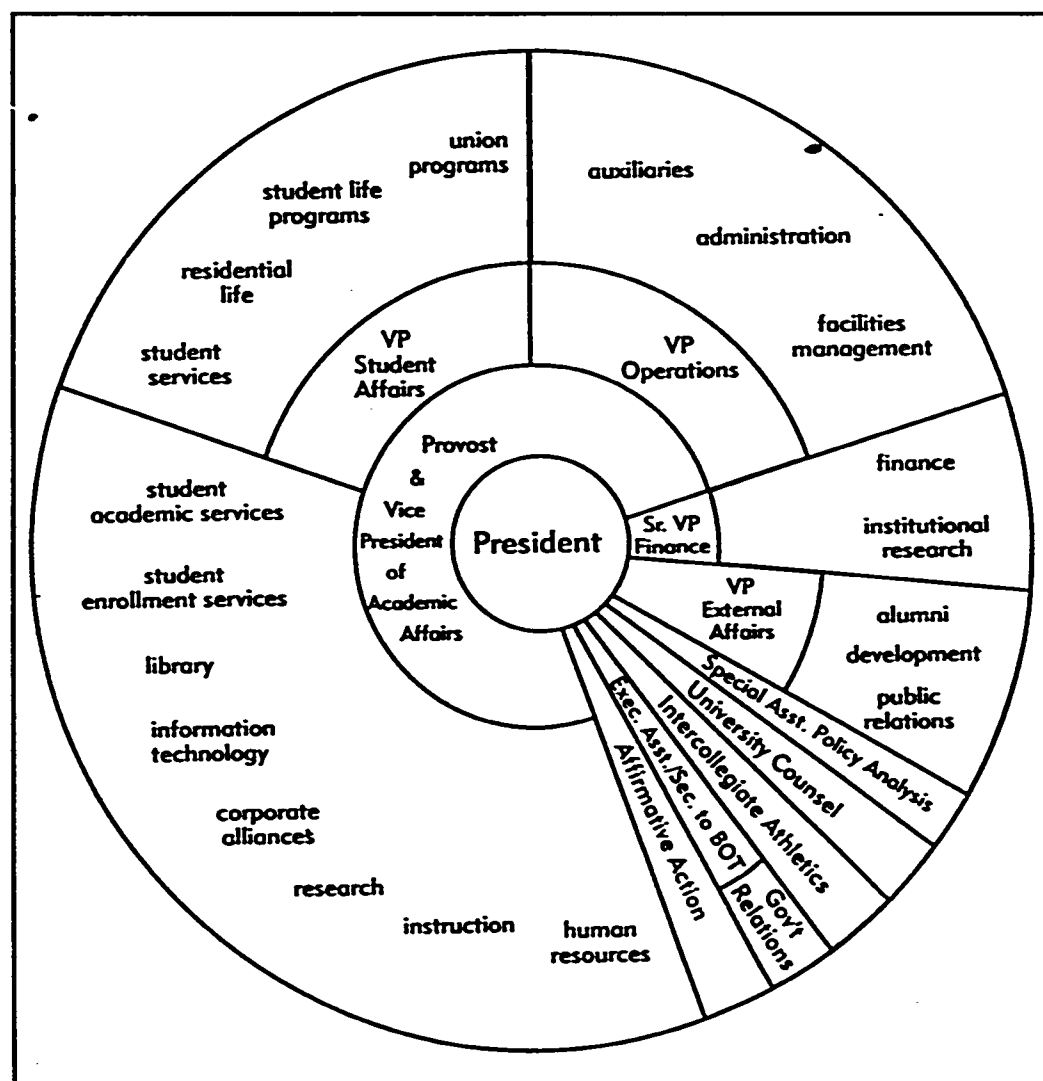 union
programs
student life
programs
residential
life
student
services
auxiliaries
administration
facilities
management
VP
Student
Affairs
VP
Operations
Provost
&
Vice
President
of
Academic
Affairs
President
Sr. VP
Finance
finance
institutional
research
VP
External
Affairs
alumni
development
public
relations
Special Asst. Policy Analysis
University Counsel
Intercollegiate Athletics
Exec. Asst./Sec. to BOT
Gov't
Relations
Affirmative Action
student
academic services
student
enrollment services
library
information
technology
corporate
alliances
research
instruction
human
resources